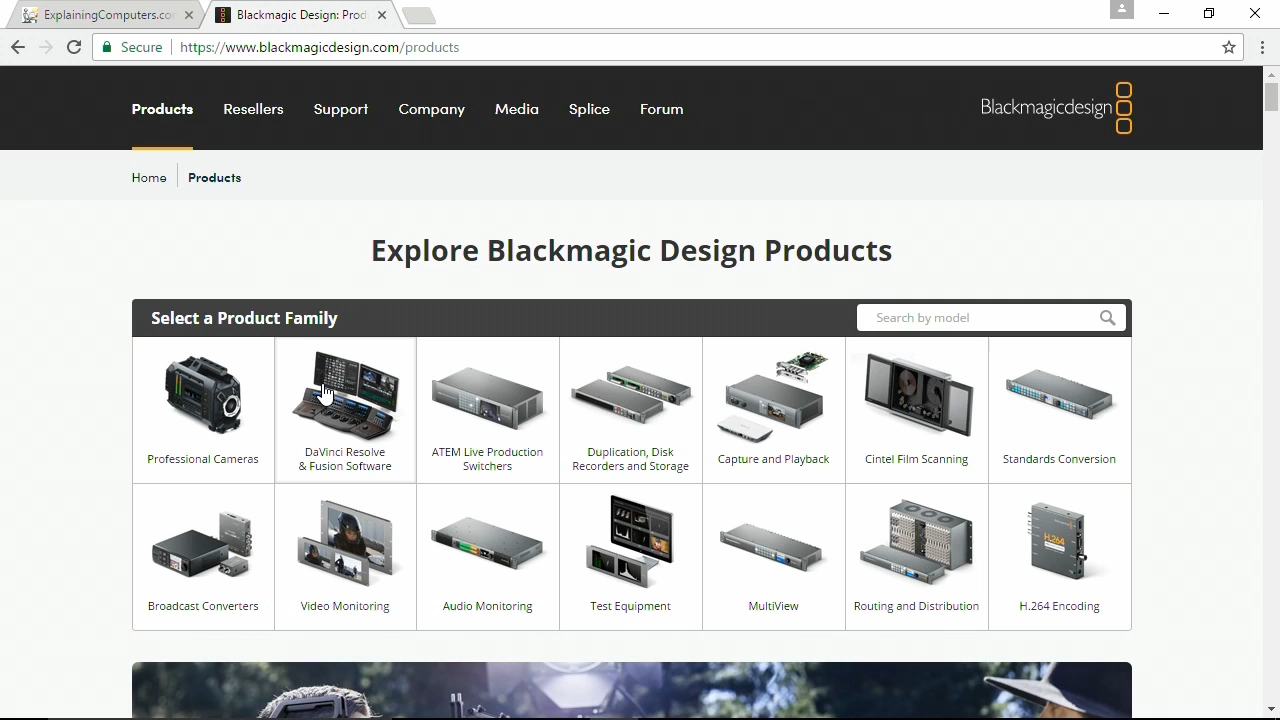 ExplainingComputers.co
Blackmagic Design: Prod
Secure
https://www.blackmagicdesign.com/products
Products
Resellers
Support
Company
Media
Splice
Forum
Blackmagicdesign
Home
Products
Explore Blackmagic Design Products
Select a Product Family
Search by model
Professional Cameras
DaVinci Resolve
& Fusion Software
ATEM Live Production
Switchers
Duplication, Disk
Recorders and Storage
Capture and Playback
Cintel Film Scanning
Standards Conversion
Broadcast Converters
Video Monitoring
Audio Monitoring
Test Equipment
MultiView
Routing and Distribution
H.264
H.264 Encoding